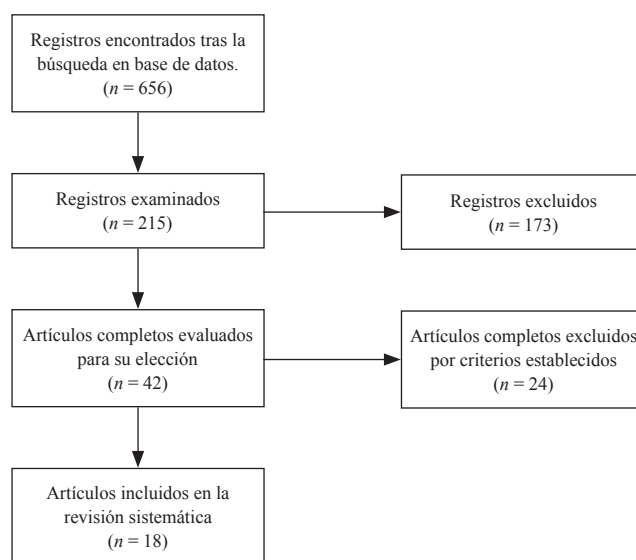 Registros encontrados tras la
búsqueda en base de datos.
(n = 656)
Registros examinados
(n = 215)
Registros excluidos
(n = 173)
Artículos completos evaluados
para su elección
(n = 42)
Artículos completos excluidos
por criterios establecidos
(n = 24)
Artículos incluidos en la
revisión sistemática
(n = 18)